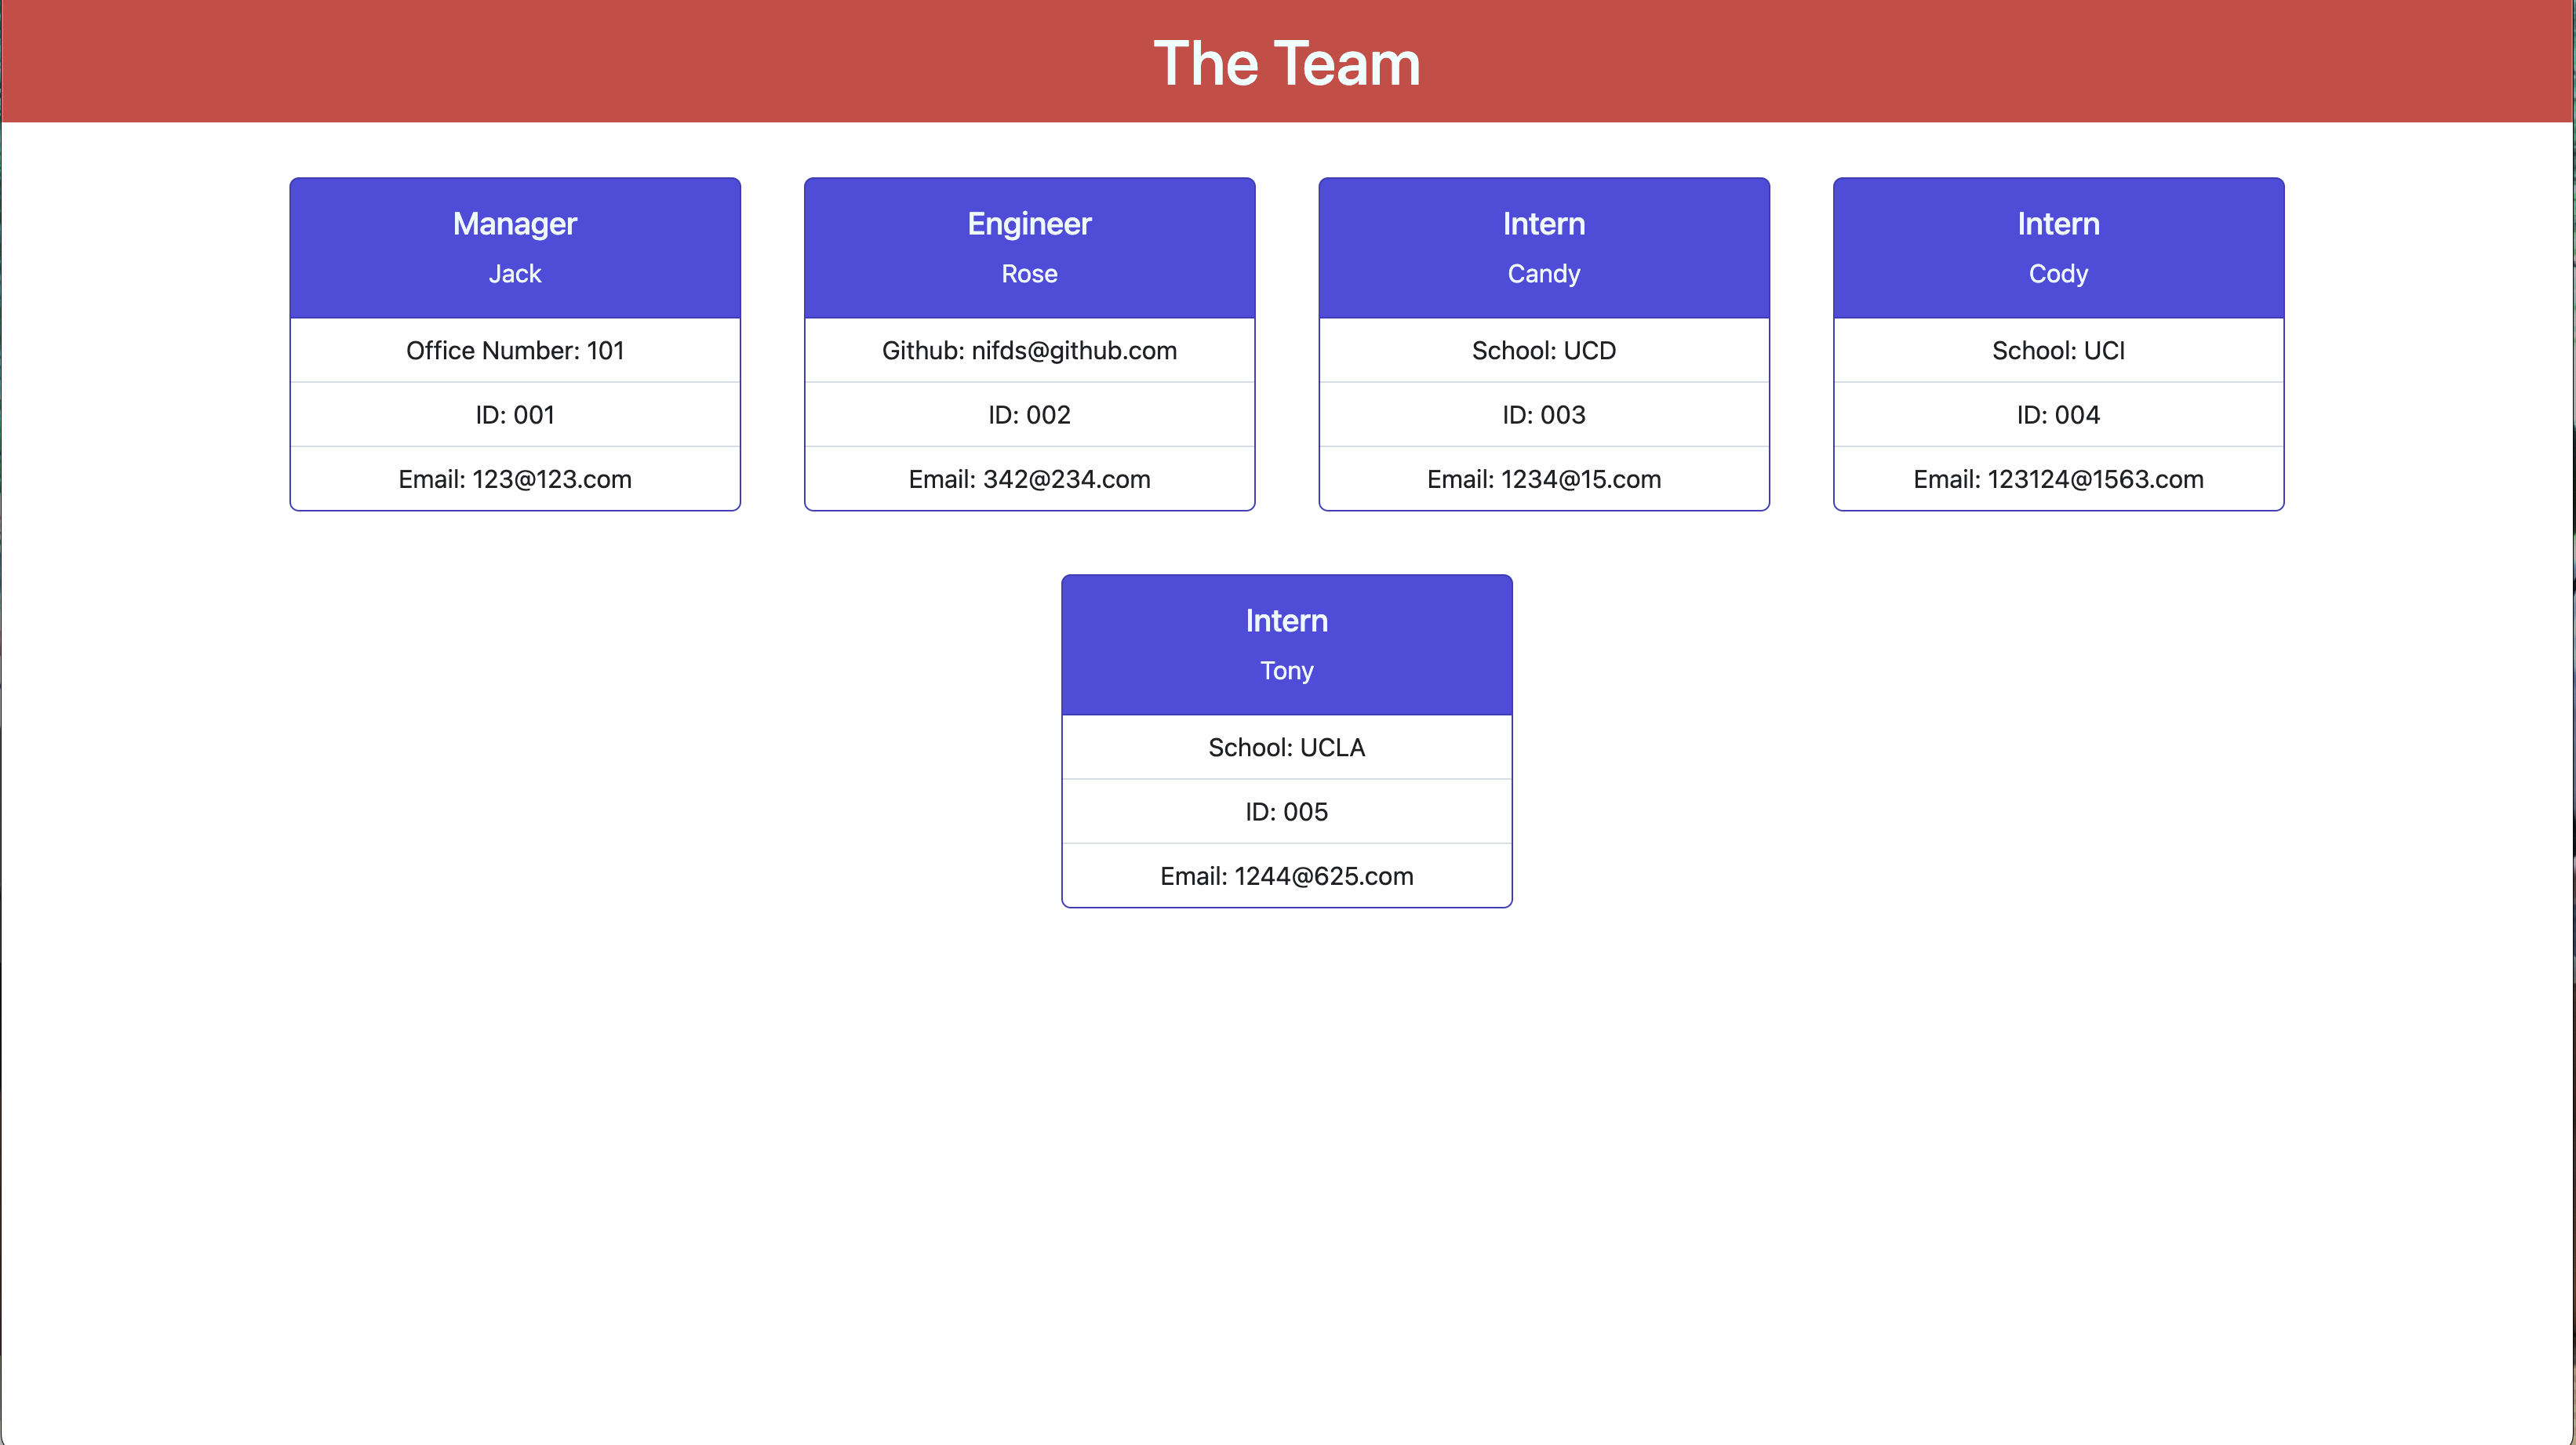 The Team
Manager
Jack
Office Number: 101
ID: 001
Email: 123@123.com
Engineer
Rose
Github: nifds@github.com
ID: 002
Email: 342@234.com
Intern
Candy
School: UCD
ID: 003
Email: 1234@15.com
Intern
Cody
School: UCI
ID: 004
Email: 123124@1563.com
Intern
Tony
School: UCLA
ID: 005
Email: 1244@625.com